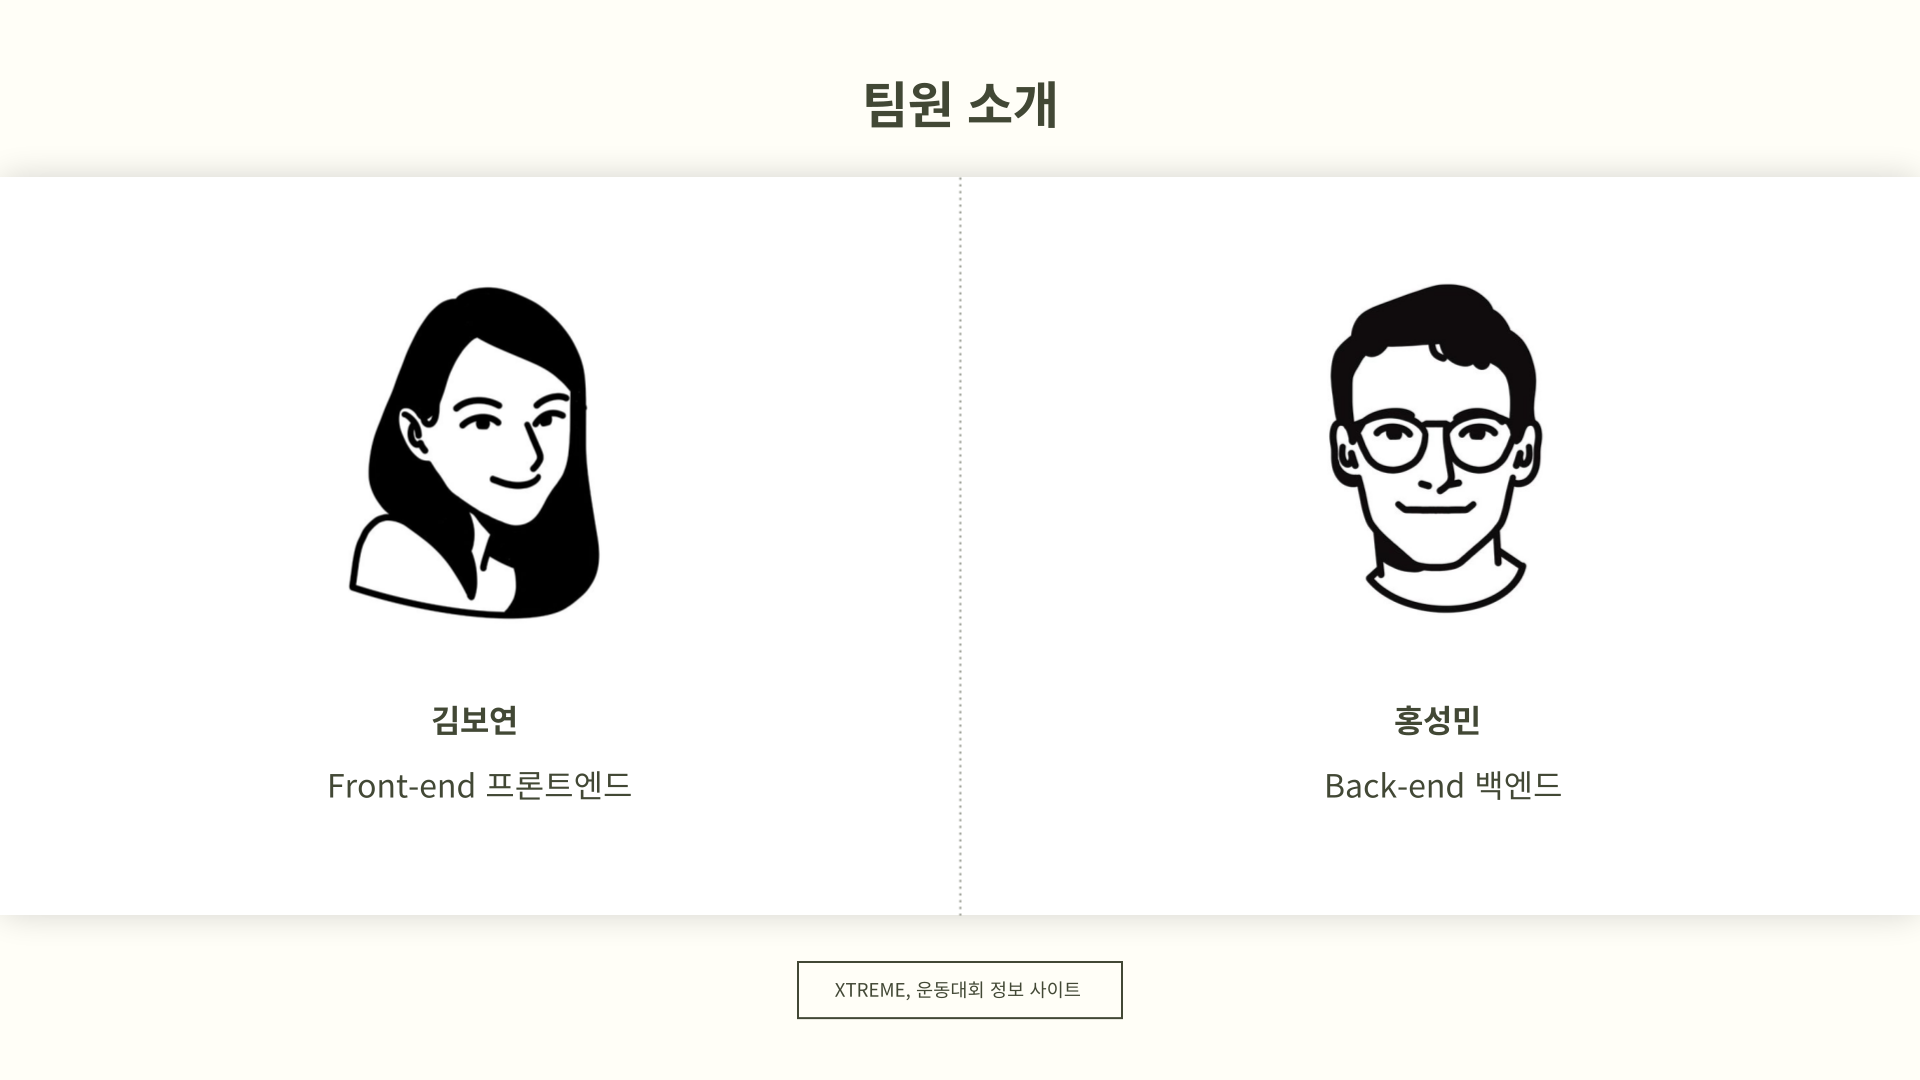 팀원 소개
김보연
Front-end 프론트엔드
홍성민
Back-end 백엔드
XTREME, 운동대회 정보 사이트